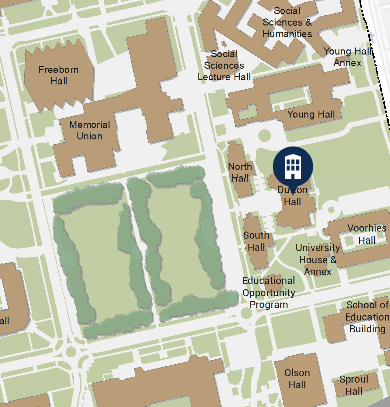 Social
Sciences &
Humanities
Freeborn
Hall
Social
Sciences
Lecture Hall
Young Hall
Annex
Young Hall
Memorial
Union
North
Hall
Dutton
Hall
South
Hall
Voorhies
Hall
University
House &
Annex
Educational
Opportunity
Program
School of
Education
Building
all
Olson
Hall
Sproul
Hall